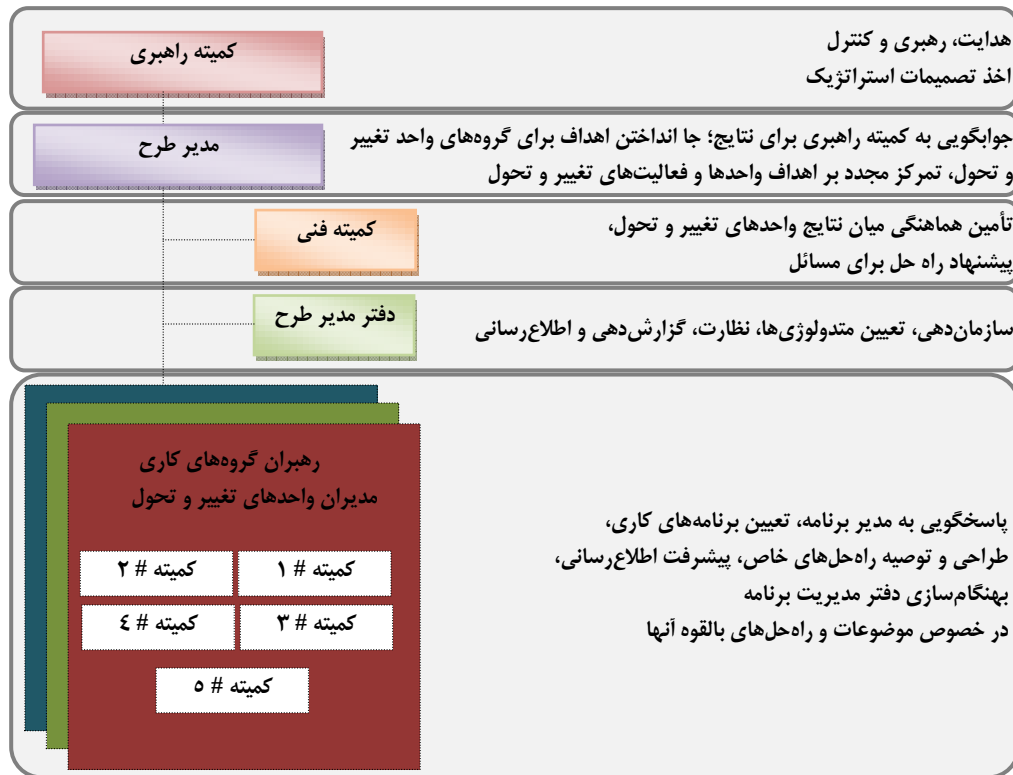 کمیته راهبری
هدایت، رهبری و کنترل
اخذ تصمیمات استراتژیک
مدیر طرح
جوابگویی به کمیته راهبری برای نتایج؛ جا انداختن اهداف برای گروه‌های واحد تغییر
و تحول، تمرکز مجدد بر اهداف واحدها و فعالیت‌های تغییر و تحول
کمیته فنی
تأمین هماهنگی میان نتایج واحدهای تغییر و تحول،
پیشنهاد راه حل برای مسائل
دفتر مدیر طرح
سازمان‌دهی، تعیین متدولوژی‌ها، نظارت، گزارش‌دهی و اطلاع‌رسانی
رهبران گروه‌های کاری
مدیران واحدهای تغییر و تحول
کمیته # ۱
کمیته # ۲
کمیته # ۳
کمیته # ٤
کمیته # ٥
پاسخگویی به مدیر برنامه، تعیین برنامه‌های کاری،
طراحی و توصیه راه‌حل‌های خاص، پیشرفت اطلاع‌رسانی،
بهنگام‌سازی دفتر مدیریت برنامه
در خصوص موضوعات و راه‌حل‌های بالقوه آنها